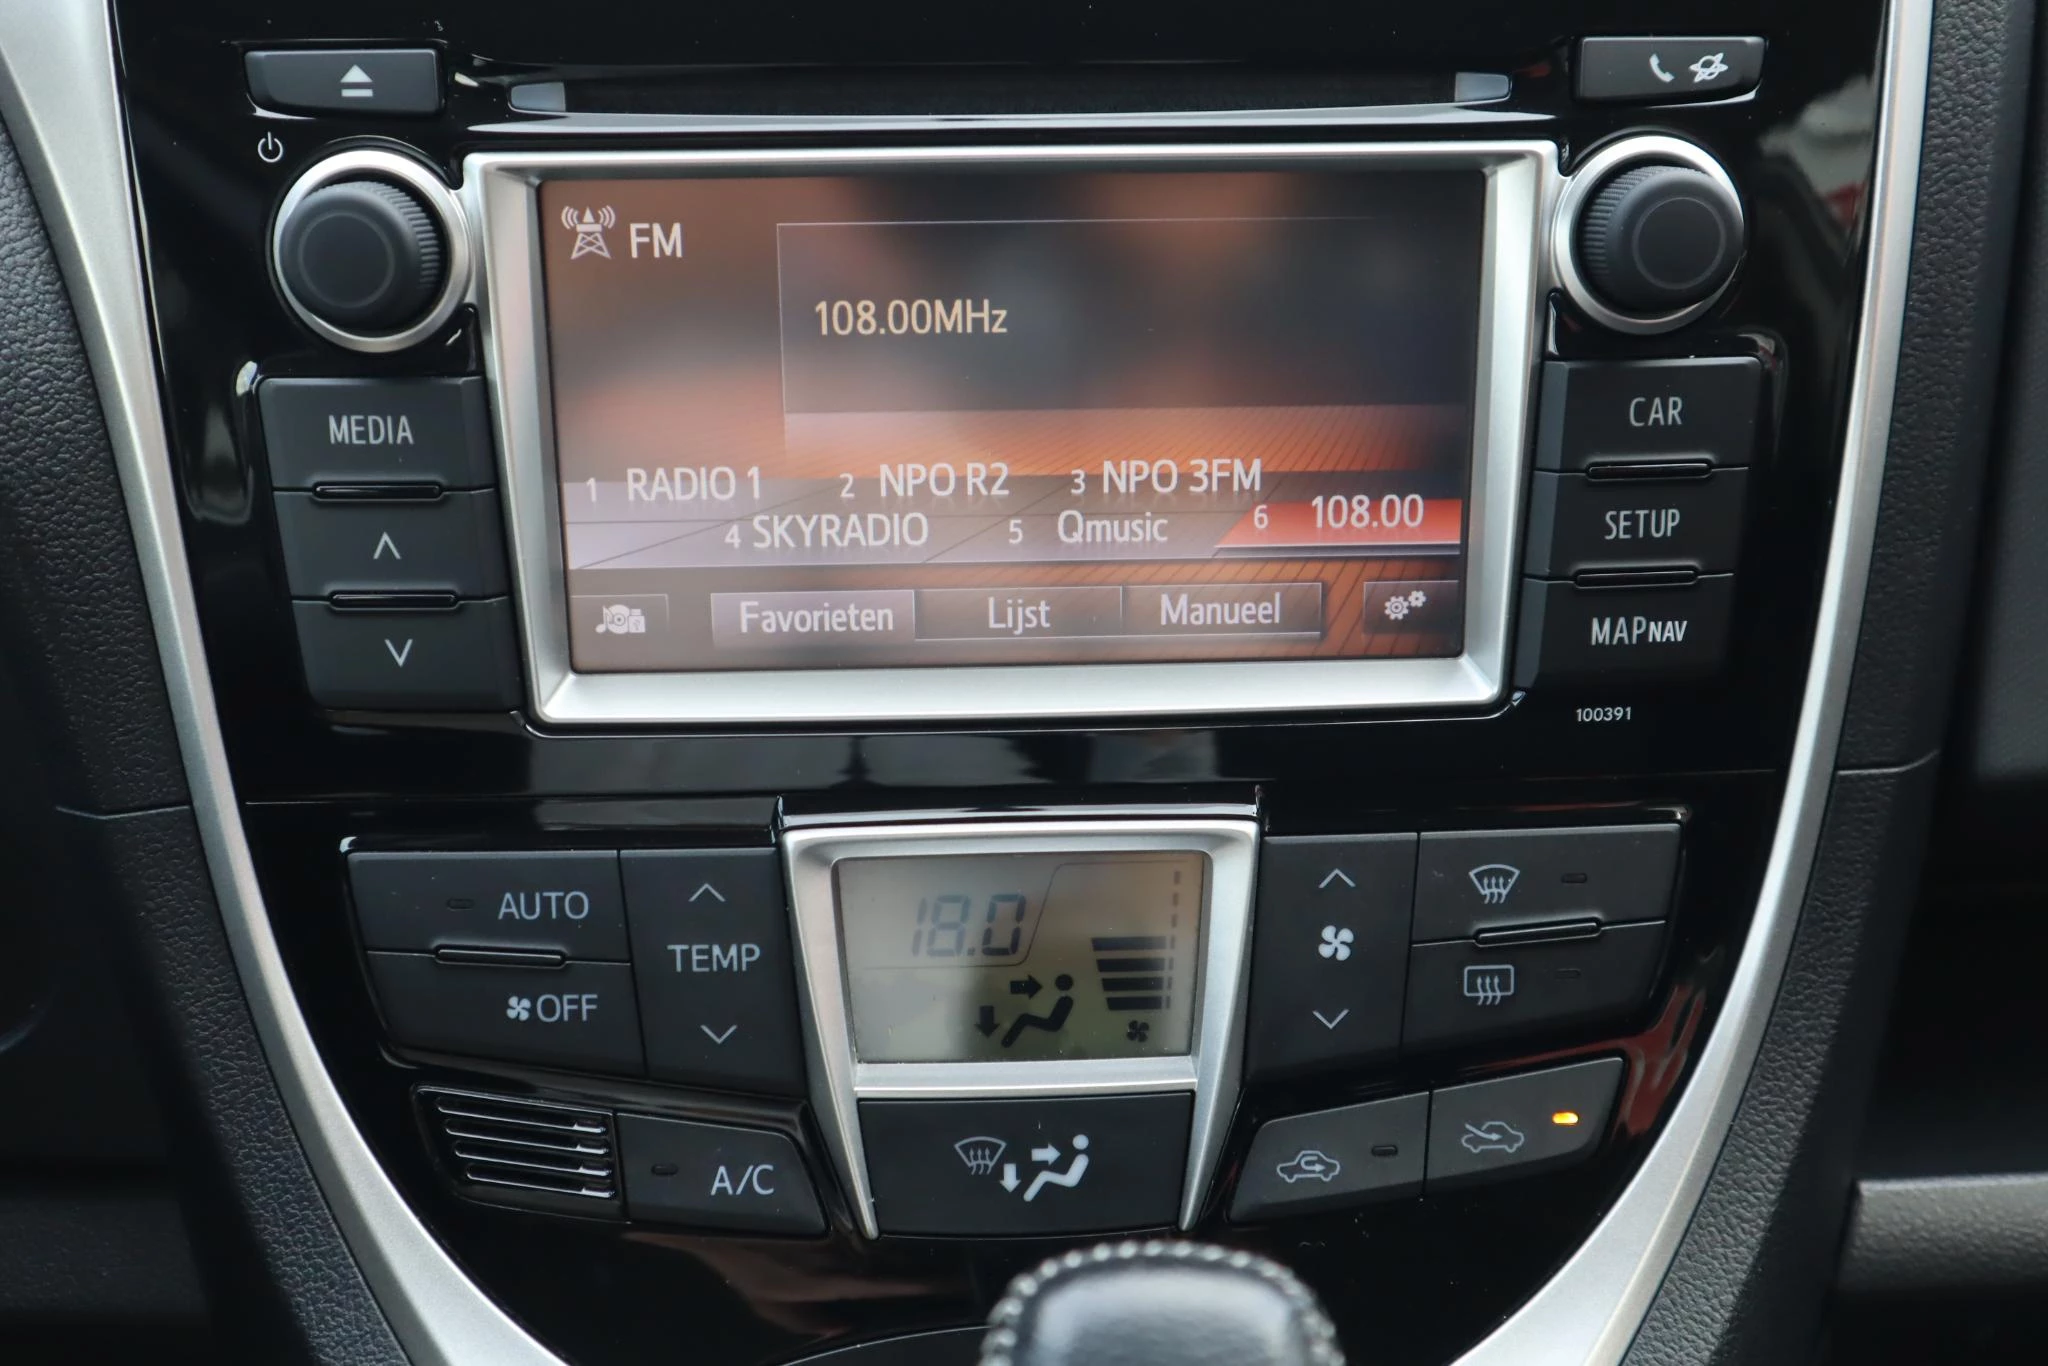 FM
108.00MHz
1 RADIO 1 2 NPO R2 3 NPO 3FM
4 SKYRADIO 5 Qmusic 6 108.00
Favorieten Lijst Manueel
MEDIA
CAR
SETUP
MAPNAV
100391
AUTO
OFF
TEMP
18.0
A/C